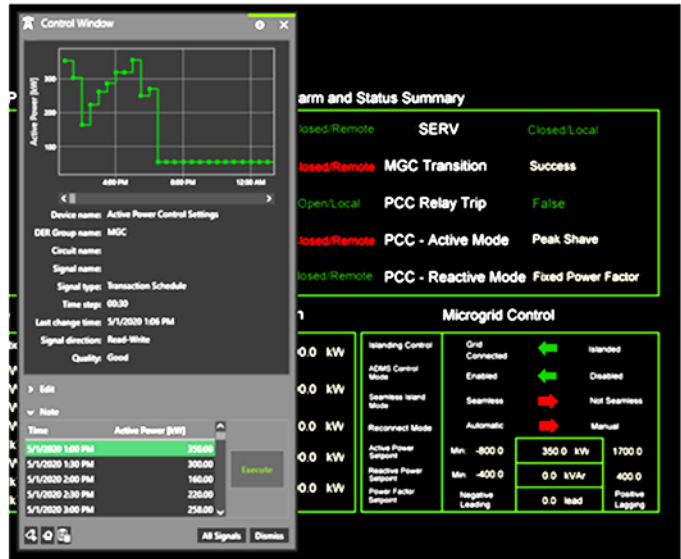 Control Window
Active Power [kW]
300
200
100
4:00 PM 8:00 PM 12:00 AM
Device name: Active Power Control Settings
DER Group name: MGC
Circuit name:
Signal name:
Signal type: Transaction Schedule
Time step: 00:30
Last change time: 5/1/2020 1:06 PM
Signal direction: Read-Write
Quality: Good
Edit
Note
Time Active Power [kW]
5/1/2020 1:00 PM 350.00
5/1/2020 1:30 PM 300.00
5/1/2020 2:00 PM 160.00
5/1/2020 2:30 PM 220.00
5/1/2020 3:00 PM 258.00
Execute
All Signals Dismiss
arm and Status Summary
losed/Remote SERV Closed/Local
losed/Remote MGC Transition Success
Open/Local PCC Relay Trip False
losed/Remote PCC - Active Mode Peak Shave
losed/Remote PCC - Reactive Mode Fixed Power Factor
Microgrid Control
0.0 kW
0.0 kW
0.0 kW
0.0 kW
Islanding Control Grid Connected Islanded
ADMS Control Mode Enabled Disabled
Seamless Island Mode Seamless Not Seamless
Reconnect Mode Automatic Manual
Active Power Setpoint Min: -800.0 350.0 kW 1700.0
Reactive Power Setpoint Min: -400.0 0.0 kVAr 400.0
Power Factor Setpoint Negative Leading 0.0 lead Positive Lagging